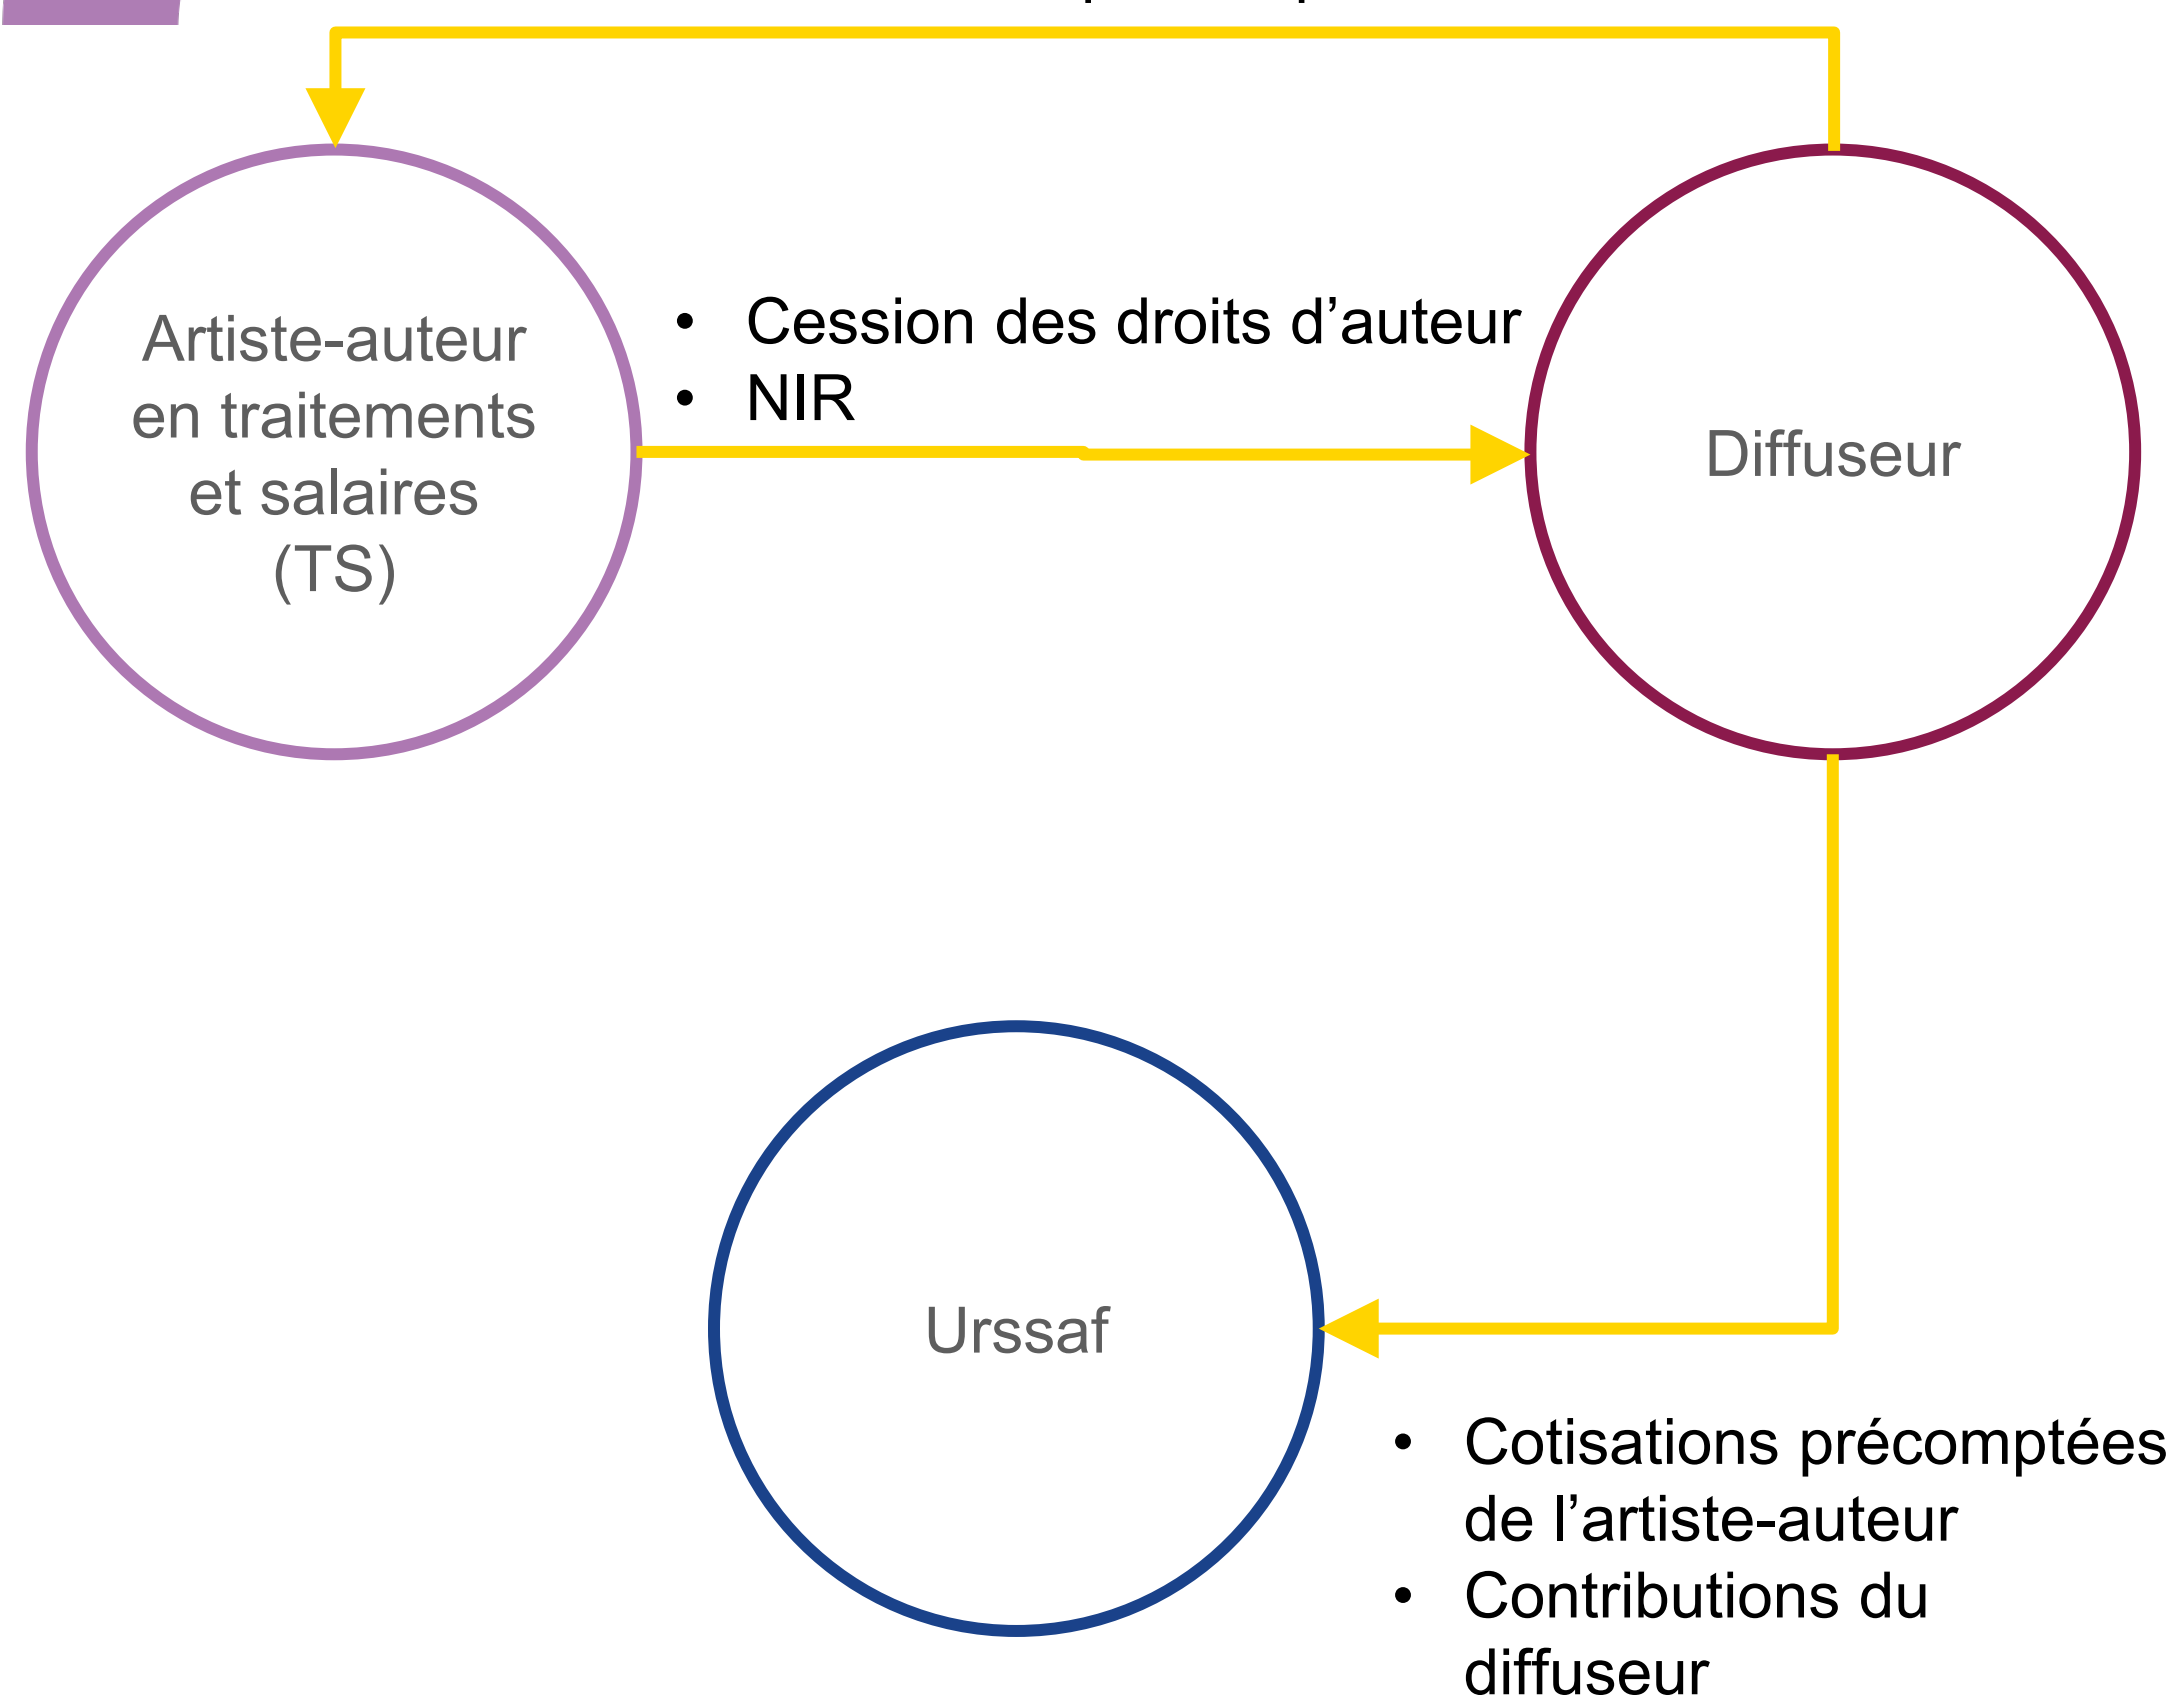 Artiste-auteur
en traitements
et salaires
(TS)
• Cession des droits d’auteur
• NIR
Diffuseur
Urssaf
• Cotisations précomptées
de l’artiste-auteur
• Contributions du
diffuseur